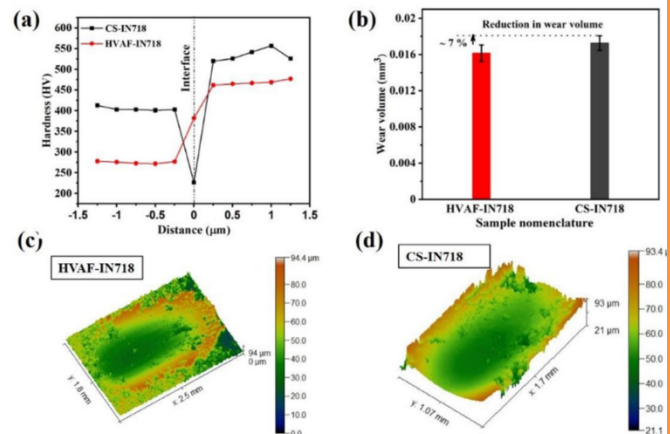 (a)
CS-IN718
HVAF-IN718
Interface
Hardness (HV)
600
550
500
450
400
350
300
250
200
-1.5 -1 -0.5 0 0.5 1 1.5
Distance (μm)
(b)
Reduction in wear volume
~ 7 %
Wear volume (mm³)
0.02
0.016
0.012
0.008
0.004
0
HVAF-IN718 CS-IN718
Sample nomenclature
(c)
HVAF-IN718
94.4 μm
80.0
70.0
60.0
50.0
40.0
30.0
20.0
10.0
0.0
94 μm
0 μm
y: 1.8 mm
x: 2.5 mm
(d)
CS-IN718
93.4 μm
80.0
70.0
60.0
50.0
40.0
30.0
21.1
93 μm
21 μm
y: 1.07 mm
x: 1.7 mm